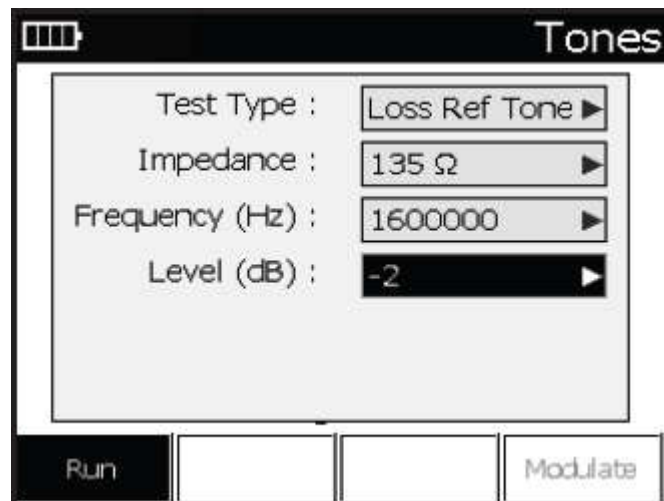 Tones
Test Type : Loss Ref Tone ▶
Impedance : 135 Ω ▶
Frequency (Hz) : 1600000 ▶
Level (dB) : -2 ▶
Run Modulate